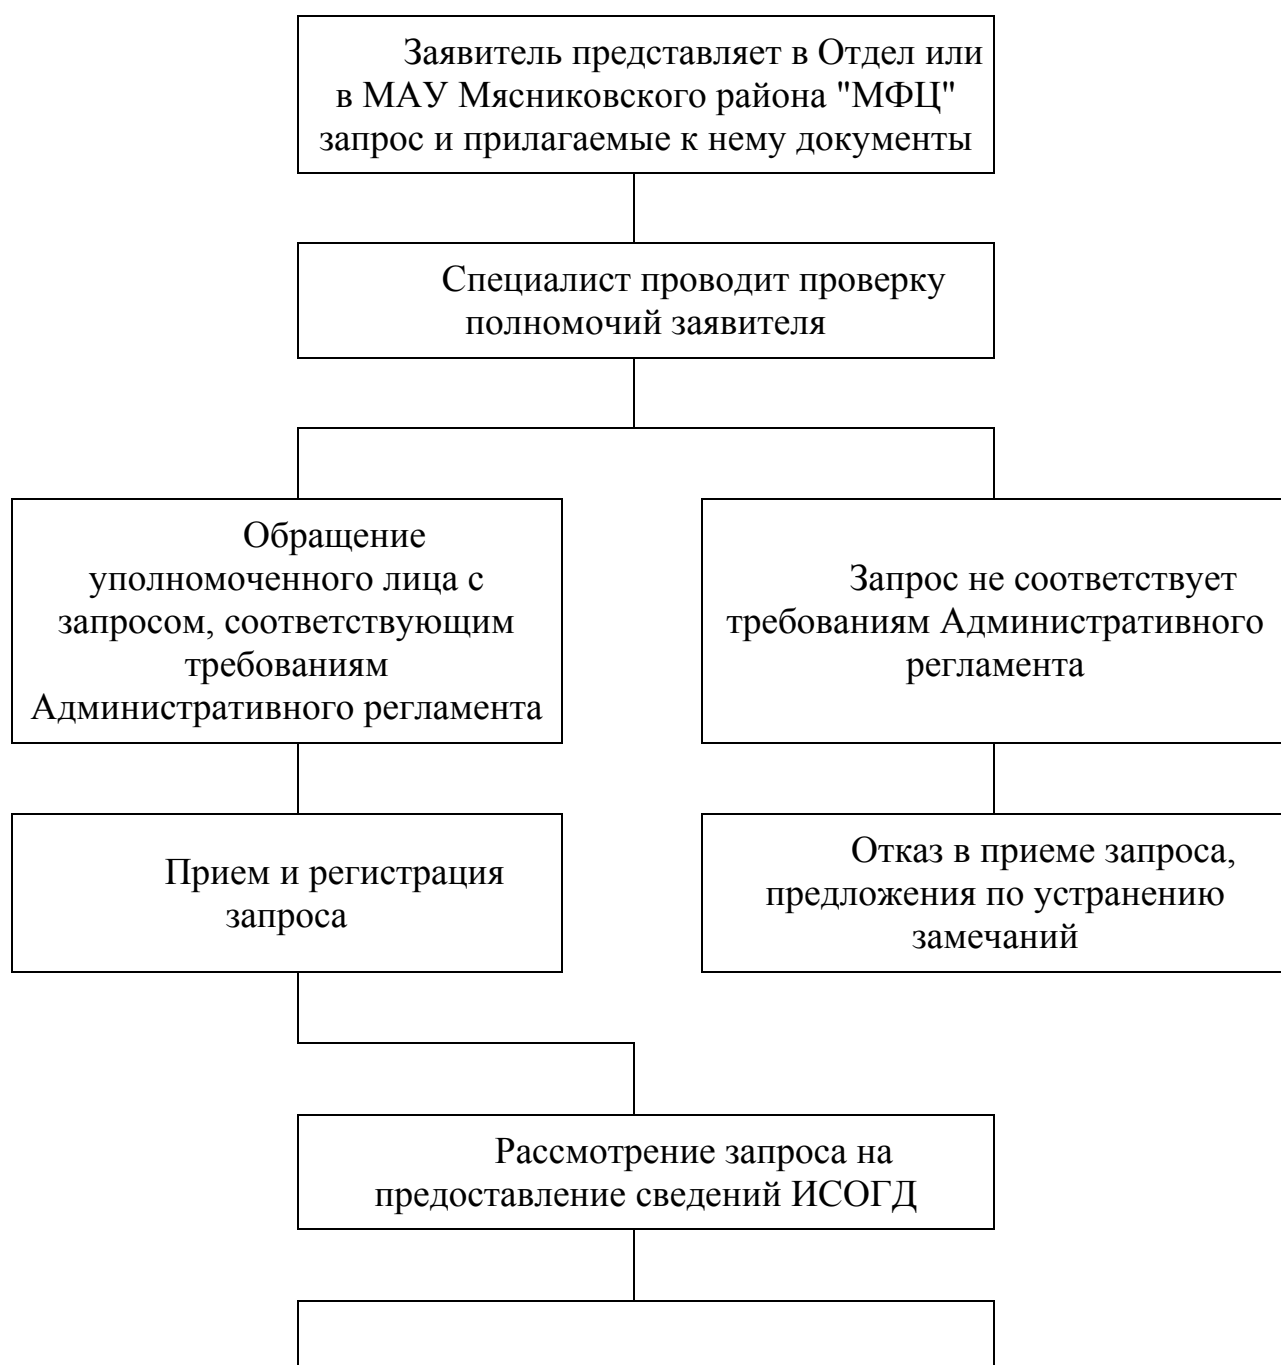 Заявитель представляет в Отдел или
в МАУ Мясниковского района "МФЦ"
запрос и прилагаемые к нему документы
Специалист проводит проверку
полномочий заявителя
Обращение
уполномоченного лица с
запросом, соответствующим
требованиям
Административного регламента
Запрос не соответствует
требованиям Административного
регламента
Прием и регистрация
запроса
Отказ в приеме запроса,
предложения по устранению
замечаний
Рассмотрение запроса на
предоставление сведений ИСОГД